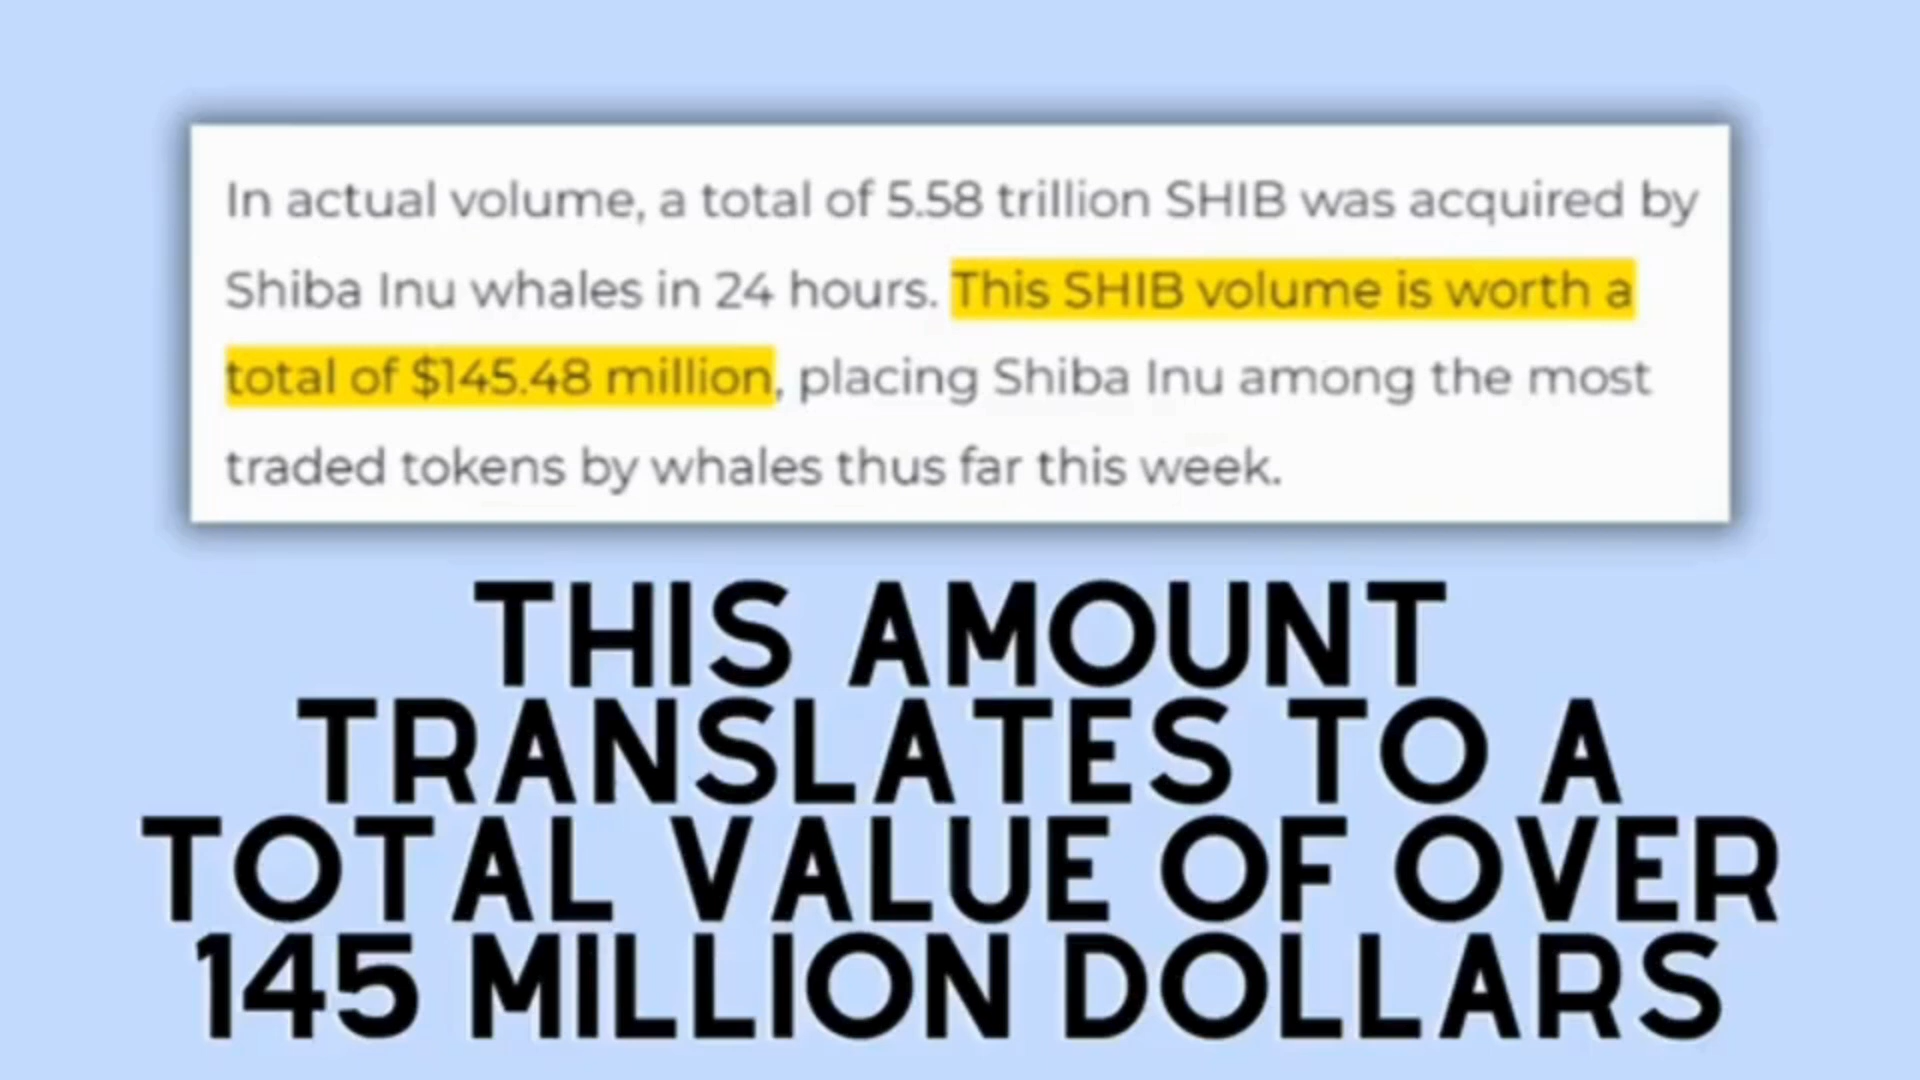 In actual volume, a total of 5.58 trillion SHIB was acquired by
Shiba Inu whales in 24 hours. This SHIB volume is worth a
total of $145.48 million, placing Shiba Inu among the most
traded tokens by whales thus far this week.
THIS AMOUNT
TRANSLATES TO A
TOTAL VALUE OF OVER
145 MILLION DOLLARS